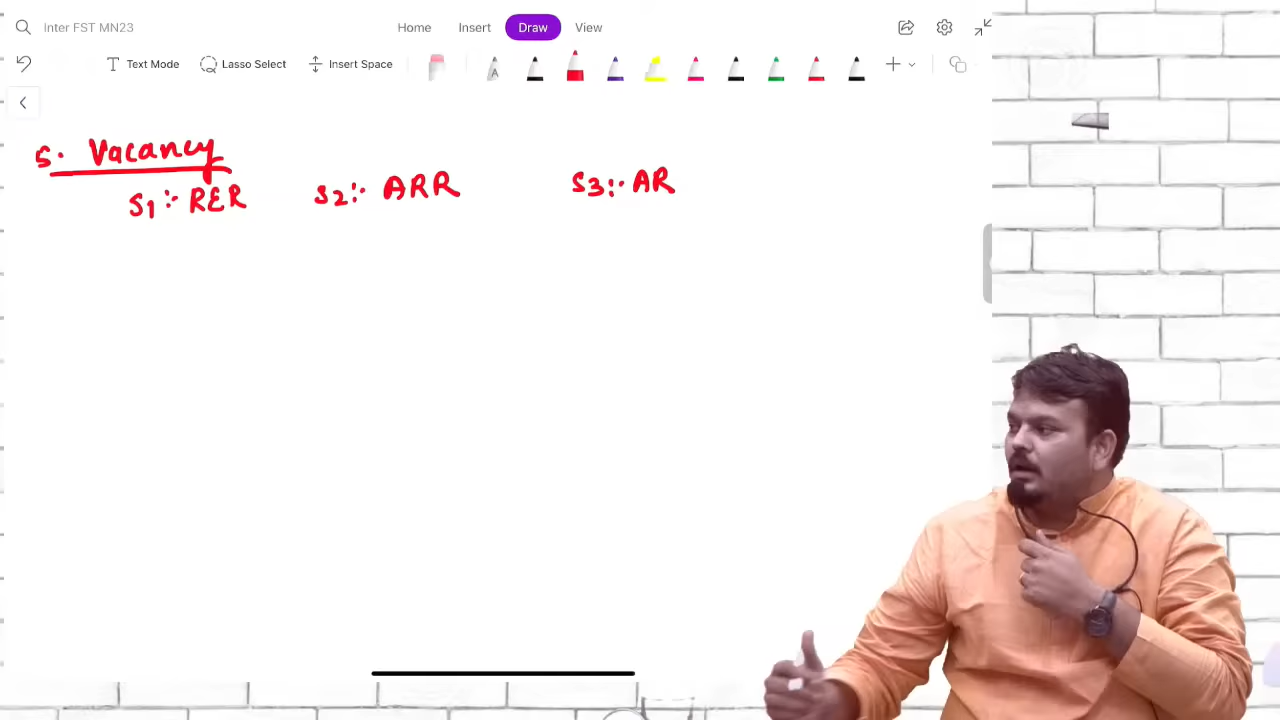 Inter FST MN23
Home Insert Draw View
Text Mode Lasso Select Insert Space
5. Vacancy
S1:- RER S2:- ARR S3:- AR